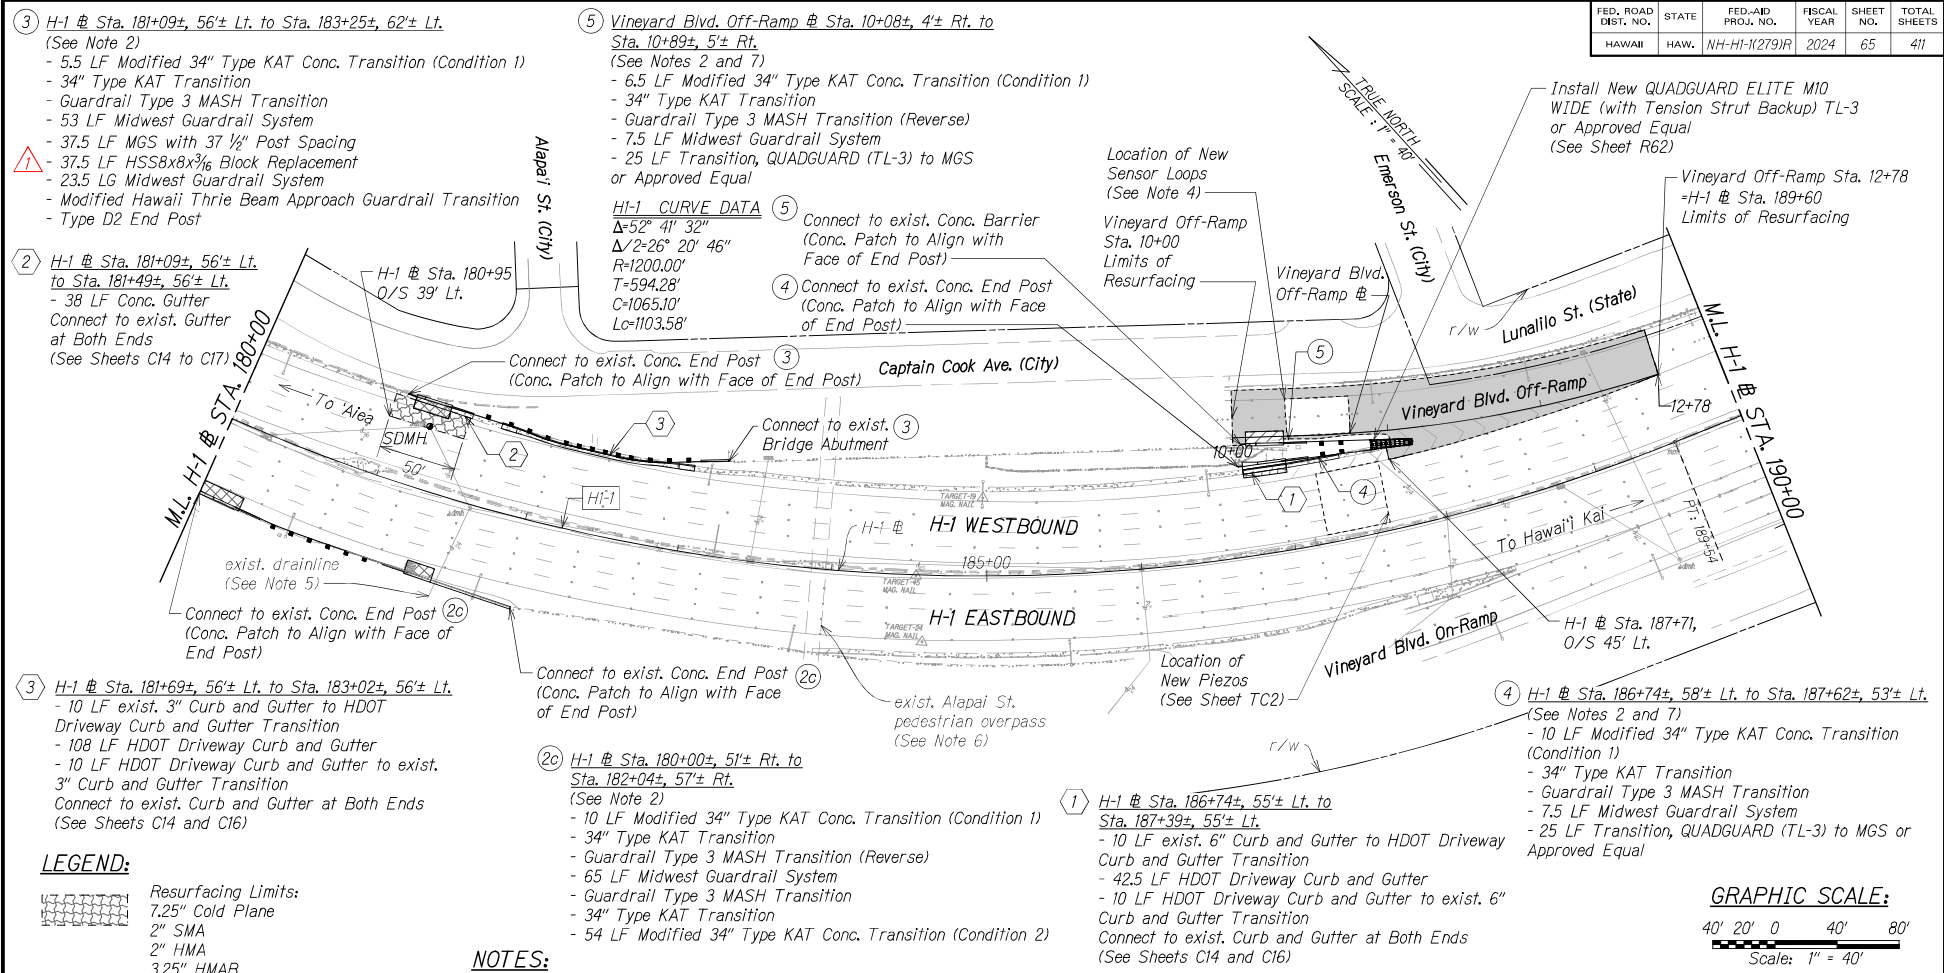 FED. ROAD DIST. NO. STATE FED.-AID PROJ. NO. FISCAL YEAR SHEET NO. TOTAL SHEETS
HAWAII HAW. NH-H1-1(279)R 2024 65 411
3 H-1 ⅊ Sta. 181+09±, 56'± Lt. to Sta. 183+25±, 62'± Lt.
(See Note 2)
- 5.5 LF Modified 34" Type KAT Conc. Transition (Condition 1)
- 34" Type KAT Transition
- Guardrail Type 3 MASH Transition
- 53 LF Midwest Guardrail System
- 37.5 LF MGS with 37 ½" Post Spacing
1
- 37.5 LF HSS8x8x3⁄16 Block Replacement
- 23.5 LG Midwest Guardrail System
- Modified Hawaii Thrie Beam Approach Guardrail Transition
- Type D2 End Post
5 Vineyard Blvd. Off-Ramp ⅊ Sta. 10+08±, 4'± Rt. to
Sta. 10+89±, 5'± Rt.
(See Notes 2 and 7)
- 6.5 LF Modified 34" Type KAT Conc. Transition (Condition 1)
- 34" Type KAT Transition
- Guardrail Type 3 MASH Transition (Reverse)
- 7.5 LF Midwest Guardrail System
- 25 LF Transition, QUADGUARD (TL-3) to MGS
or Approved Equal
H1-1 CURVE DATA
Δ=52° 41' 32"
Δ/2=26° 20' 46"
R=1200.00'
T=594.28'
C=1065.10'
Lc=1103.58'
5 Connect to exist. Conc. Barrier
(Conc. Patch to Align with
Face of End Post)
4 Connect to exist. Conc. End Post
(Conc. Patch to Align with Face
of End Post)
Location of New
Sensor Loops
(See Note 4)
Vineyard Off-Ramp
Sta. 10+00
Limits of
Resurfacing
TRUE NORTH
SCALE : 1" = 40'
Emerson St. (City)
Vineyard Blvd.
Off-Ramp ⅊
Install New QUADGUARD ELITE M10
WIDE (with Tension Strut Backup) TL-3
or Approved Equal
(See Sheet R62)
Vineyard Off-Ramp Sta. 12+78
=H-1 ⅊ Sta. 189+60
Limits of Resurfacing
Alapa'i St. (City)
2 H-1 ⅊ Sta. 181+09±, 56'± Lt.
to Sta. 181+49±, 56'± Lt.
- 38 LF Conc. Gutter
Connect to exist. Gutter
at Both Ends
(See Sheets C14 to C17)
H-1 ⅊ Sta. 180+95
O/S 39' Lt.
M.L. H-1 ⅊ STA. 180+00
To 'Aiea
SDMH
50'
2
3
Connect to exist. Conc. End Post 3
(Conc. Patch to Align with Face of End Post)
Captain Cook Ave. (City)
Connect to exist. 3
Bridge Abutment
r/w
Lunalilo St. (State)
5
Vineyard Blvd. Off-Ramp
12+78
M.L. H-1 ⅊ STA. 190+00
10+00
1
4
H1-1
H-1 ⅊
TARGET-19
MAG. NAIL
H-1 WESTBOUND
185+00
TARGET-45
MAG. NAIL
H-1 EASTBOUND
TARGET-24
MAG. NAIL
To Hawai'i Kai
PT: 189+54
sdmh
sdmh
sdmh
exist. drainline
(See Note 5)
Connect to exist. Conc. End Post 2c
(Conc. Patch to Align with Face of
End Post)
Connect to exist. Conc. End Post 2c
(Conc. Patch to Align with Face
of End Post)
exist. Alapai St.
pedestrian overpass
(See Note 6)
Location of
New Piezos
(See Sheet TC2)
Vineyard Blvd. On-Ramp
H-1 ⅊ Sta. 187+71,
O/S 45' Lt.
r/w
3 H-1 ⅊ Sta. 181+69±, 56'± Lt. to Sta. 183+02±, 56'± Lt.
- 10 LF exist. 3" Curb and Gutter to HDOT
Driveway Curb and Gutter Transition
- 108 LF HDOT Driveway Curb and Gutter
- 10 LF HDOT Driveway Curb and Gutter to exist.
3" Curb and Gutter Transition
Connect to exist. Curb and Gutter at Both Ends
(See Sheets C14 and C16)
2c H-1 ⅊ Sta. 180+00±, 51'± Rt. to
Sta. 182+04±, 57'± Rt.
(See Note 2)
- 10 LF Modified 34" Type KAT Conc. Transition (Condition 1)
- 34" Type KAT Transition
- Guardrail Type 3 MASH Transition (Reverse)
- 65 LF Midwest Guardrail System
- Guardrail Type 3 MASH Transition
- 34" Type KAT Transition
- 54 LF Modified 34" Type KAT Conc. Transition (Condition 2)
1 H-1 ⅊ Sta. 186+74±, 55'± Lt. to
Sta. 187+39±, 55'± Lt.
- 10 LF exist. 6" Curb and Gutter to HDOT Driveway
Curb and Gutter Transition
- 42.5 LF HDOT Driveway Curb and Gutter
- 10 LF HDOT Driveway Curb and Gutter to exist. 6"
Curb and Gutter Transition
Connect to exist. Curb and Gutter at Both Ends
(See Sheets C14 and C16)
4 H-1 ⅊ Sta. 186+74±, 58'± Lt. to Sta. 187+62±, 53'± Lt.
(See Notes 2 and 7)
- 10 LF Modified 34" Type KAT Conc. Transition
(Condition 1)
- 34" Type KAT Transition
- Guardrail Type 3 MASH Transition
- 7.5 LF Midwest Guardrail System
- 25 LF Transition, QUADGUARD (TL-3) to MGS or
Approved Equal
LEGEND:
Resurfacing Limits:
7.25" Cold Plane
2" SMA
2" HMA
3.25" HMAB
NOTES:
GRAPHIC SCALE:
40' 20' 0 40' 80'
Scale: 1" = 40'